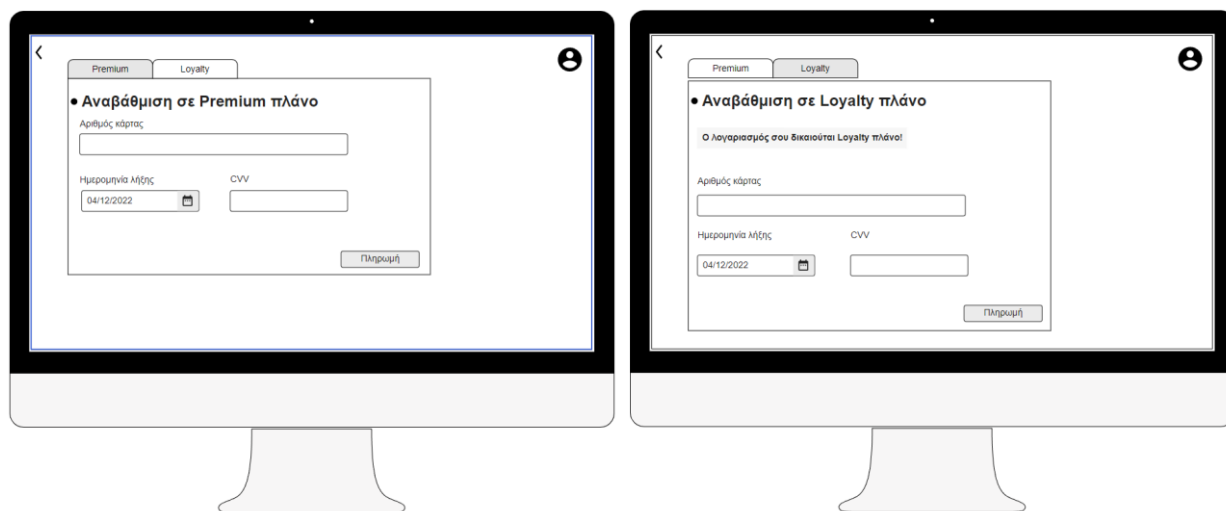 Premium Loyalty
Αναβάθμιση σε Premium πλάνο
Αριθμός κάρτας
Ημερομηνία λήξης CVV
04/12/2022
Πληρωμή
Premium Loyalty
Αναβάθμιση σε Loyalty πλάνο
Ο λογαριασμός σου δικαιούται Loyalty πλάνο!
Αριθμός κάρτας
Ημερομηνία λήξης CVV
04/12/2022
Πληρωμή